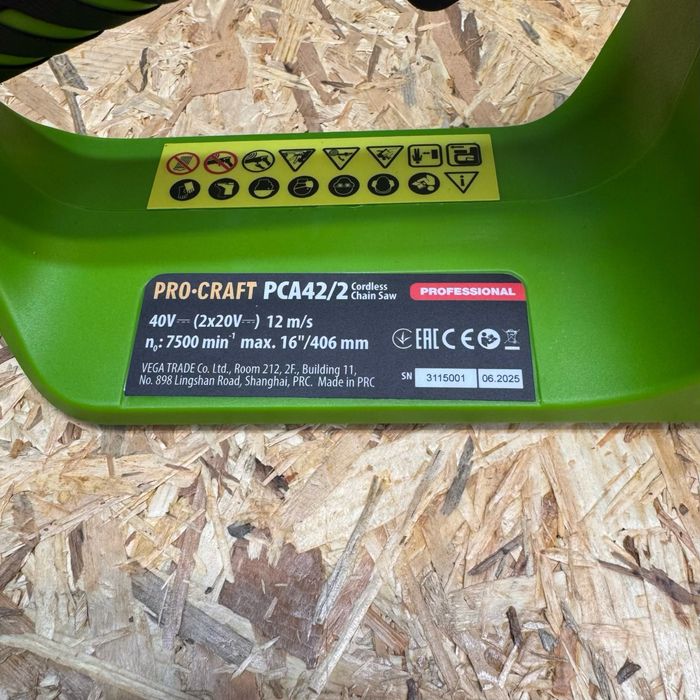 PRO·CRAFT PCA42/2 Cordless Chain Saw PROFESSIONAL
40V⎓ (2x20V⎓) 12 m/s
n₀: 7500 min⁻¹ max. 16"/406 mm
EAC CE
VEGA TRADE Co. Ltd., Room 212, 2F., Building 11,
No. 898 Lingshan Road, Shanghai, PRC. Made in PRC
SN 3115001 06.2025